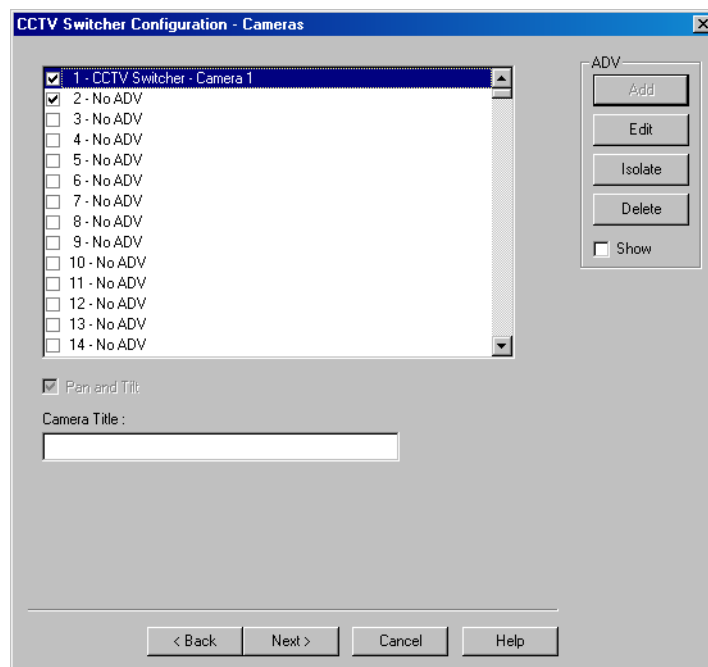 CCTV Switcher Configuration - Cameras
1 - CCTV Switcher - Camera 1
2 - No ADV
3 - No ADV
4 - No ADV
5 - No ADV
6 - No ADV
7 - No ADV
8 - No ADV
9 - No ADV
10 - No ADV
11 - No ADV
12 - No ADV
13 - No ADV
14 - No ADV
ADV
Add
Edit
Isolate
Delete
Show
Pan and Tilt
Camera Title :
< Back
Next >
Cancel
Help